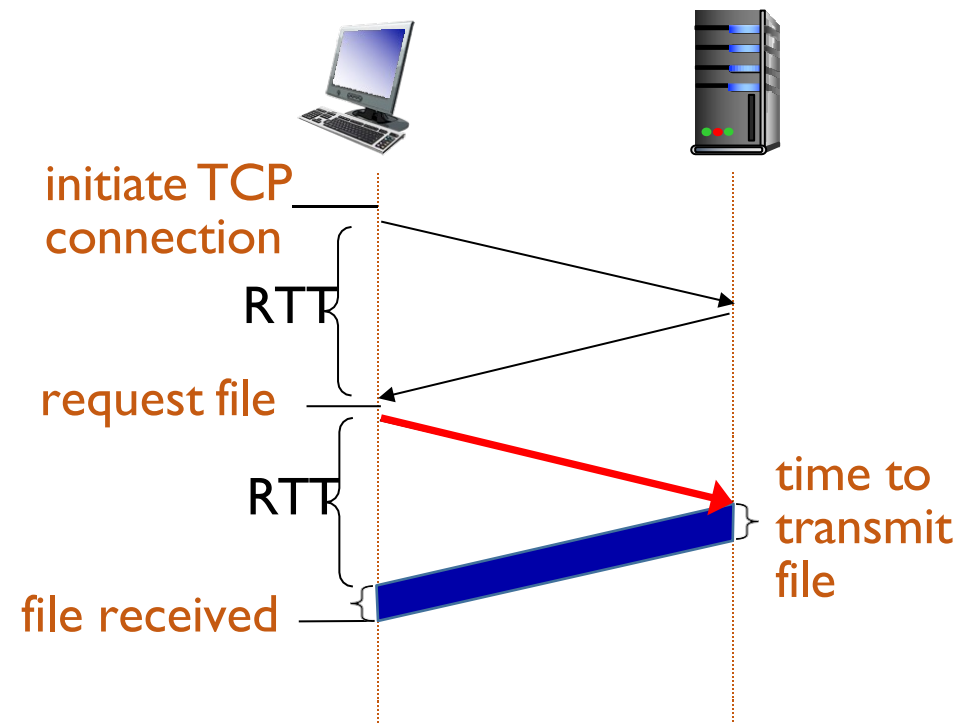 initiate TCP
connection
RTT
request file
RTT
time to
transmit
file
file received